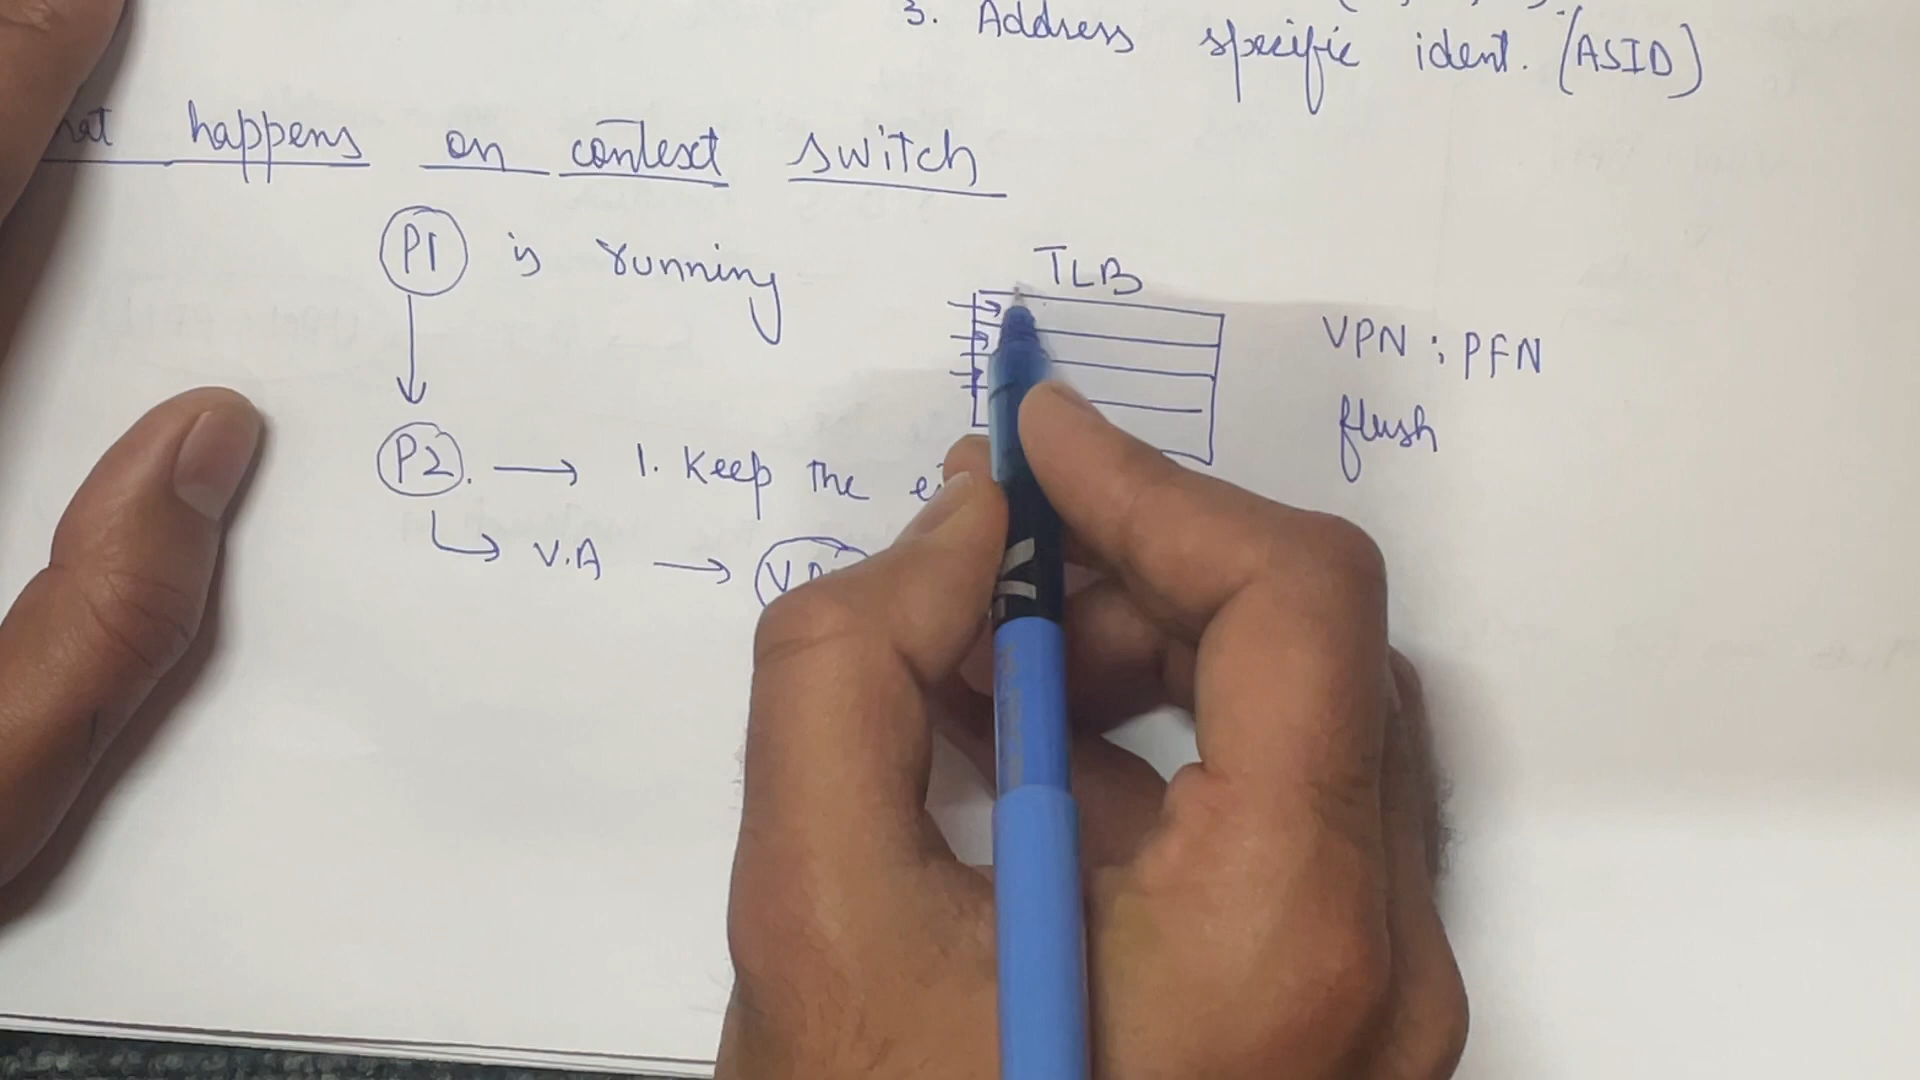 3. Address specific ident. (ASID)
happens on context switch
P1 is running
TLB
VPN ; PFN
flush
P2. → 1. Keep the
↳ V.A →